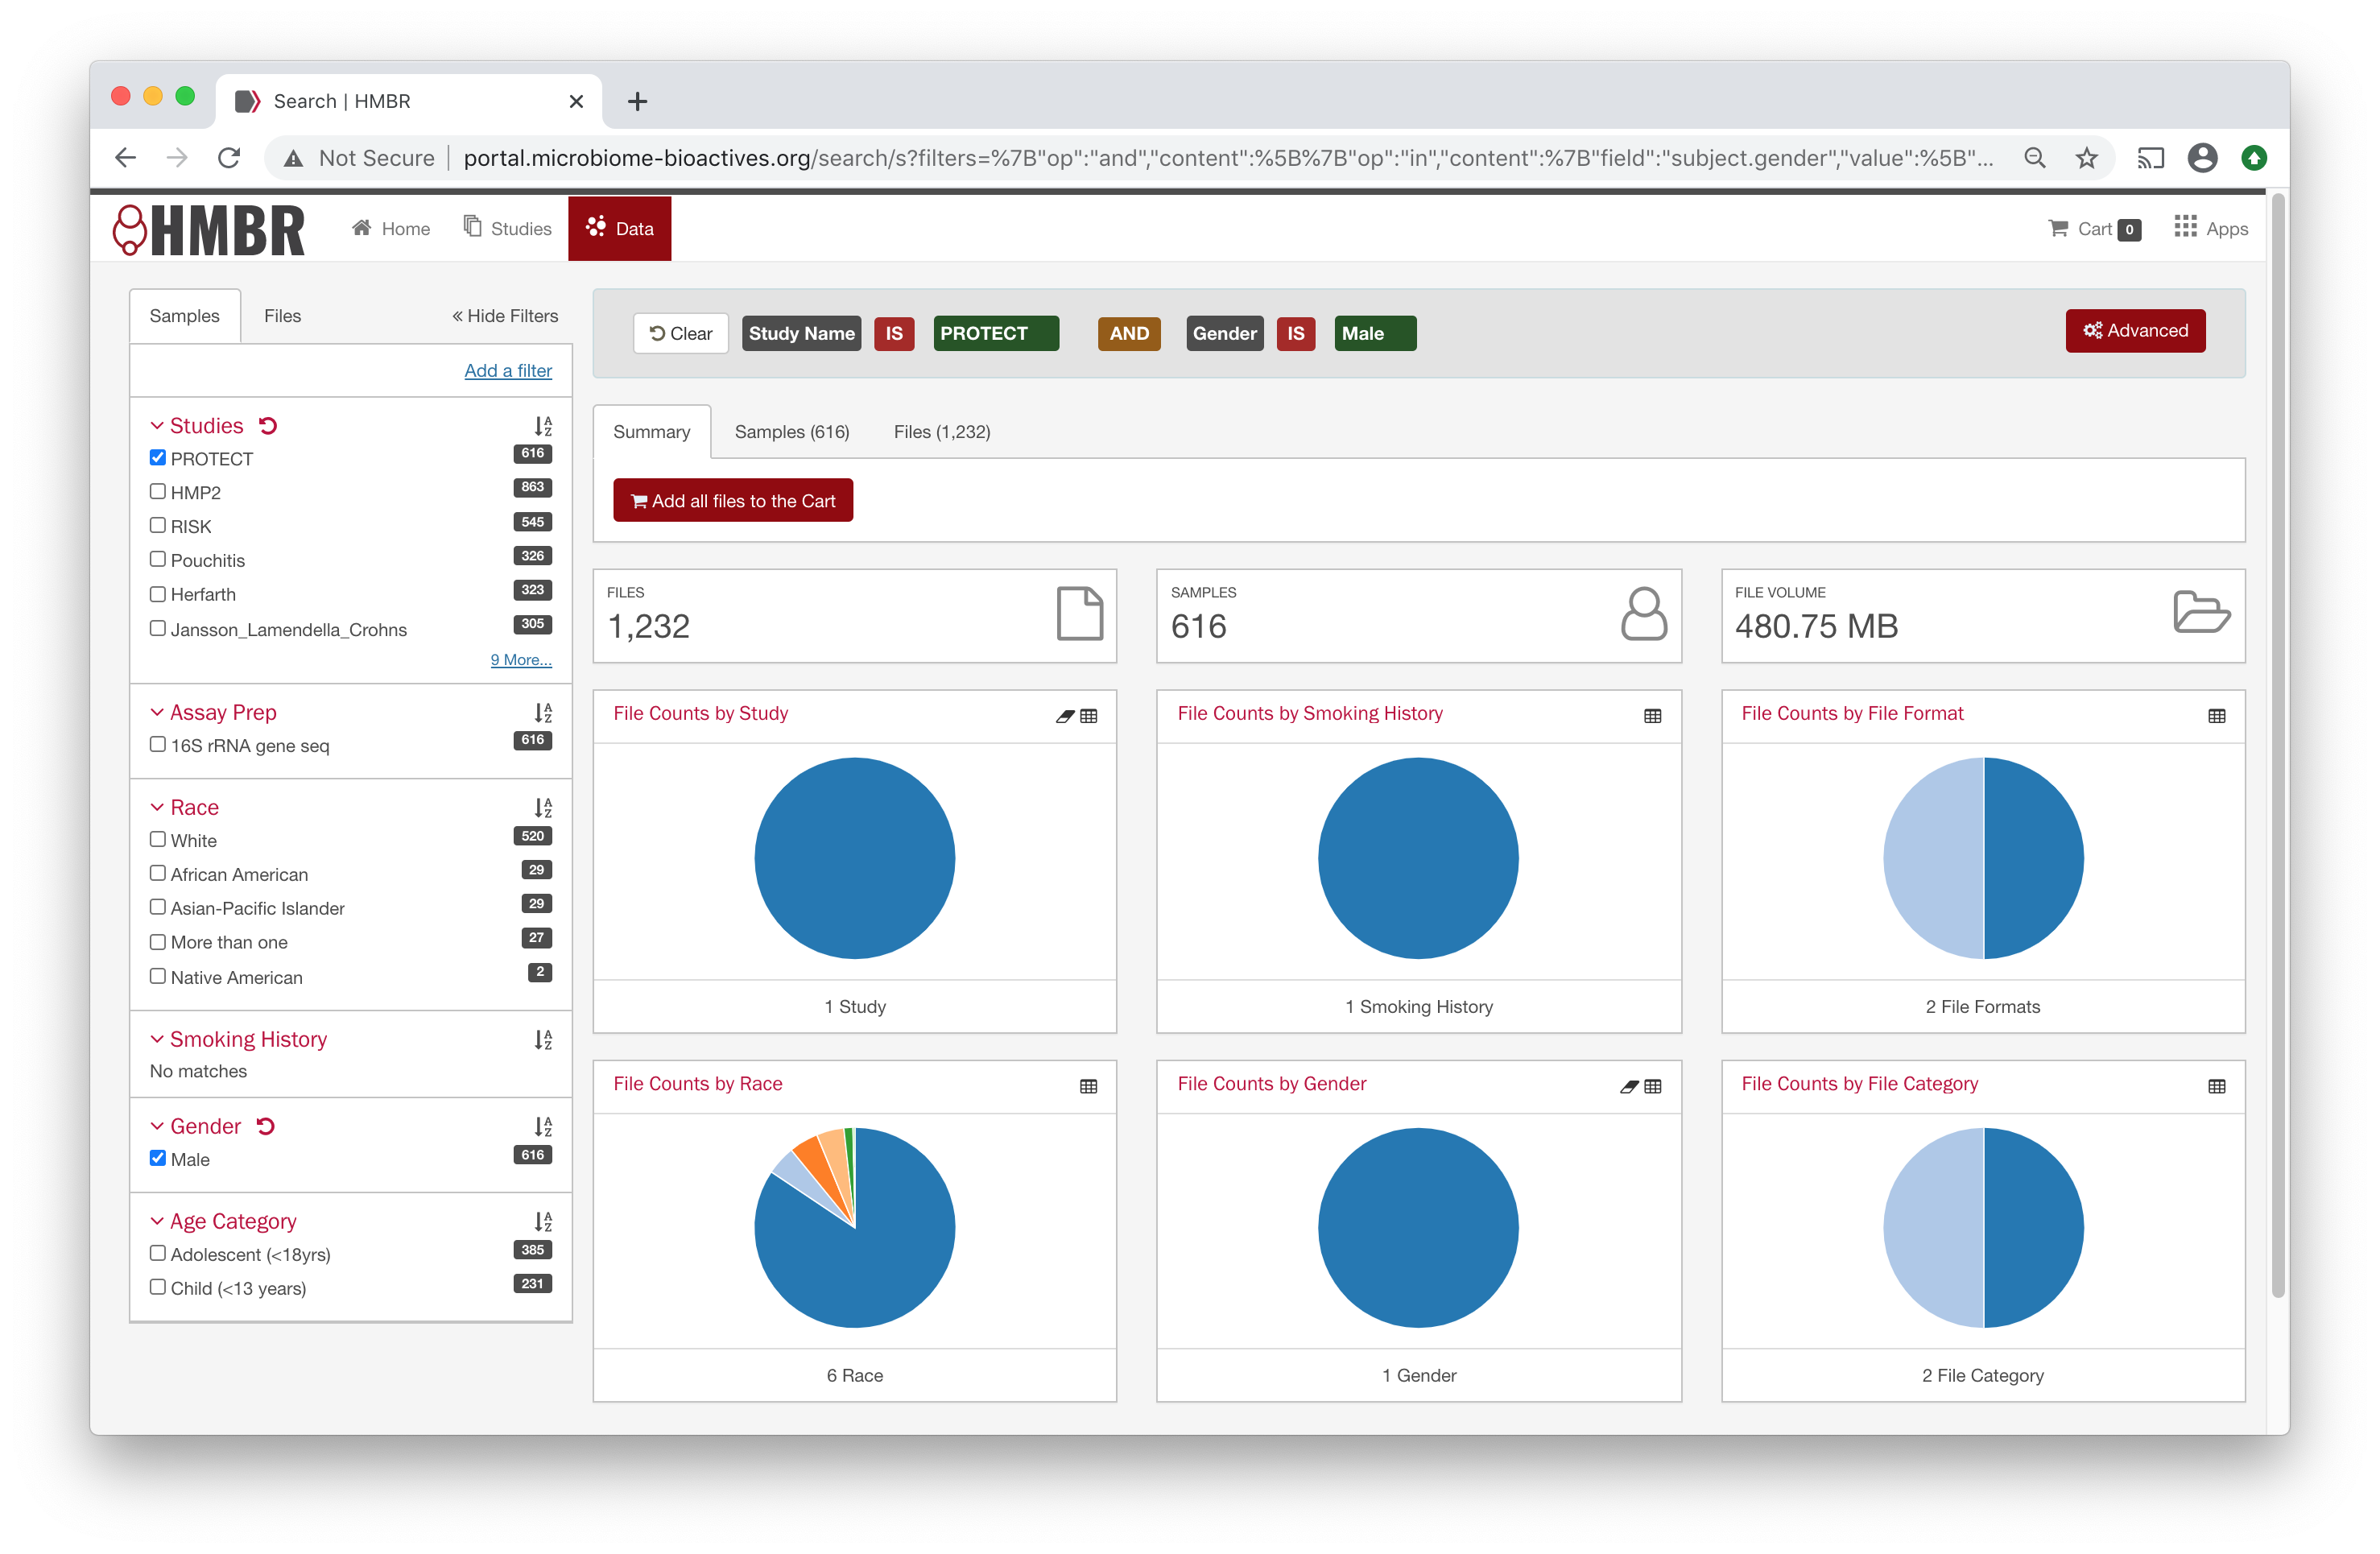 Search | HMBR
Not Secure | portal.microbiome-bioactives.org/search/s?filters=%7B"op":"and","content":%5B%7B"op":"in","content":%7B"field":"subject.gender","value":%5B"...
HMBR Home Studies Data Cart 0 Apps
Samples Files « Hide Filters
Add a filter
Studies
PROTECT 616
HMP2 863
RISK 545
Pouchitis 326
Herfarth 323
Jansson_Lamendella_Crohns 305
9 More...
Assay Prep
16S rRNA gene seq 616
Race
White 520
African American 29
Asian-Pacific Islander 29
More than one 27
Native American 2
Smoking History
No matches
Gender
Male 616
Age Category
Adolescent (<18yrs) 385
Child (<13 years) 231
Clear Study Name IS PROTECT AND Gender IS Male Advanced
Summary Samples (616) Files (1,232)
Add all files to the Cart
FILES
1,232
SAMPLES
616
FILE VOLUME
480.75 MB
File Counts by Study
1 Study
File Counts by Smoking History
1 Smoking History
File Counts by File Format
2 File Formats
File Counts by Race
6 Race
File Counts by Gender
1 Gender
File Counts by File Category
2 File Category